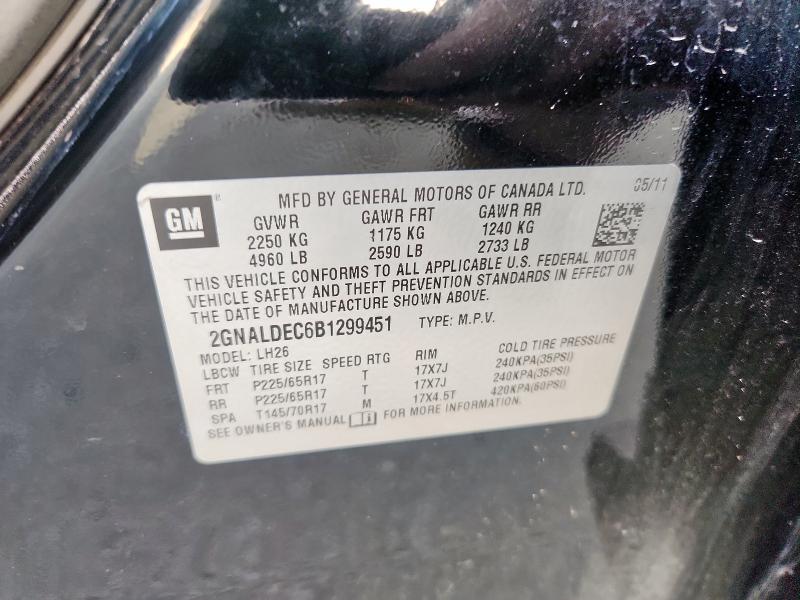 GM ®
MFD BY GENERAL MOTORS OF CANADA LTD. 05/11
GVWR GAWR FRT GAWR RR
2250 KG 1175 KG 1240 KG
4960 LB 2590 LB 2733 LB
THIS VEHICLE CONFORMS TO ALL APPLICABLE U.S. FEDERAL MOTOR
VEHICLE SAFETY AND THEFT PREVENTION STANDARDS IN EFFECT ON
THE DATE OF MANUFACTURE SHOWN ABOVE.
2GNALDEC6B1299451 TYPE: M.P.V.
MODEL: LH26
LBCW TIRE SIZE SPEED RTG RIM COLD TIRE PRESSURE
FRT P225/65R17 T 17X7J 240KPA(35PSI)
RR P225/65R17 T 17X7J 240KPA(35PSI)
SPA T145/70R17 M 17X4.5T 420KPA(60PSI)
SEE OWNER'S MANUAL FOR MORE INFORMATION.